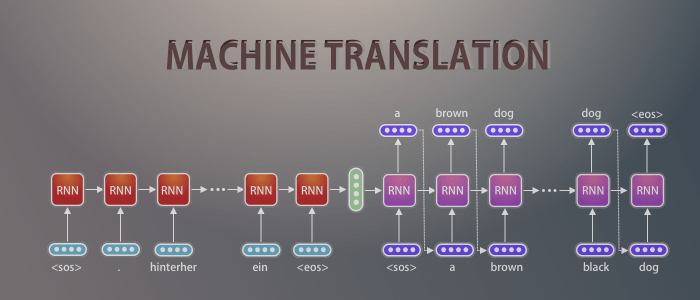 MACHINE TRANSLATION
a brown dog dog <eos>
RNN RNN RNN RNN RNN RNN RNN RNN RNN RNN
<sos> . hinterher ein <eos> <sos> a brown black dog